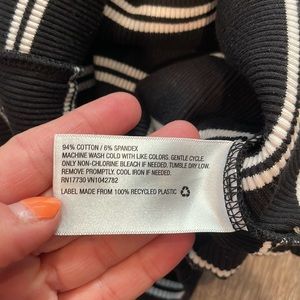 94% COTTON / 6% SPANDEX
MACHINE WASH COLD WITH LIKE COLORS. GENTLE CYCLE.
ONLY NON-CHLORINE BLEACH IF NEEDED. TUMBLE DRY LOW.
REMOVE PROMPTLY. COOL IRON IF NEEDED.
RN17730 VN1042782
LABEL MADE FROM 100% RECYCLED PLASTIC